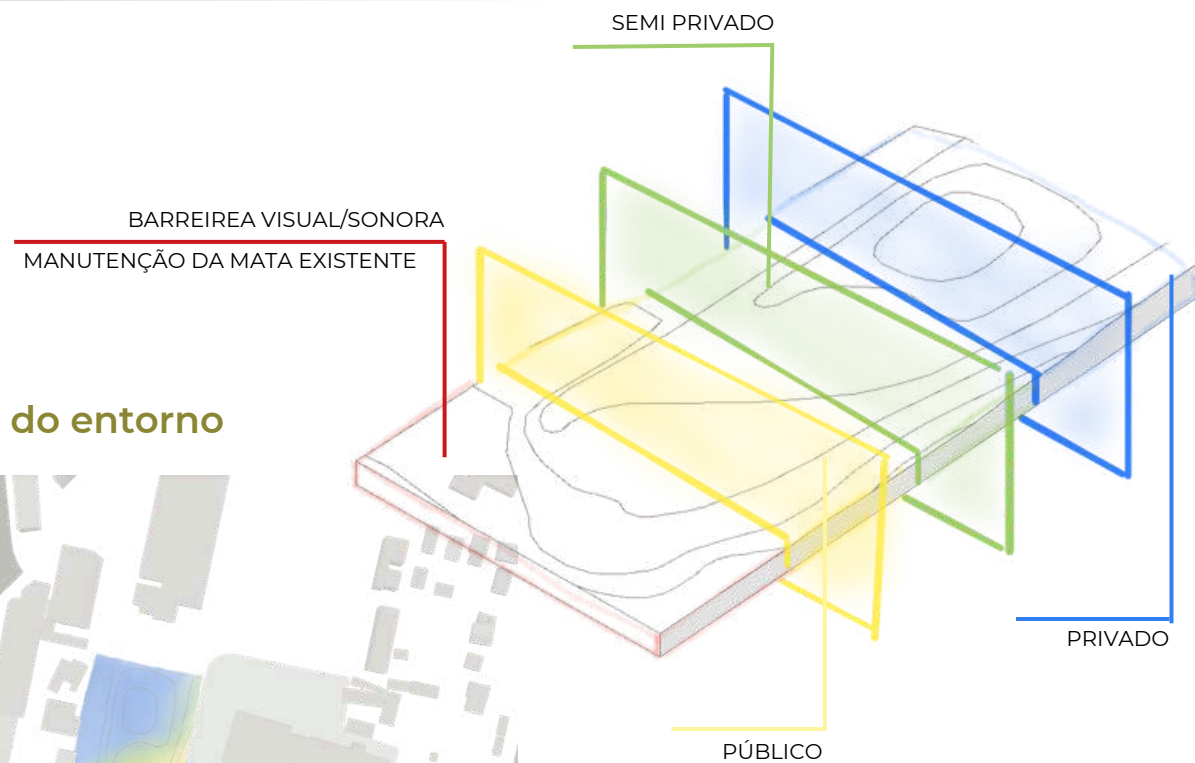 SEMI PRIVADO
BARREIREA VISUAL/SONORA
MANUTENÇÃO DA MATA EXISTENTE
do entorno
PRIVADO
PÚBLICO